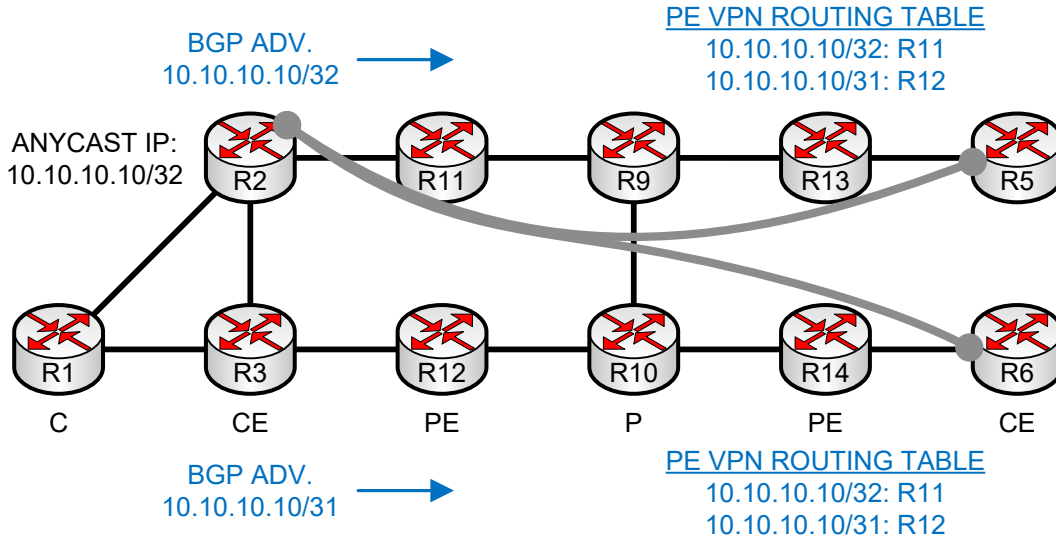 BGP ADV.
10.10.10.10/32
PE VPN ROUTING TABLE
10.10.10.10/32: R11
10.10.10.10/31: R12
ANYCAST IP:
10.10.10.10/32
R2
R11
R9
R13
R5
R1
R3
R12
R10
R14
R6
C
CE
PE
P
PE
CE
BGP ADV.
10.10.10.10/31
PE VPN ROUTING TABLE
10.10.10.10/32: R11
10.10.10.10/31: R12